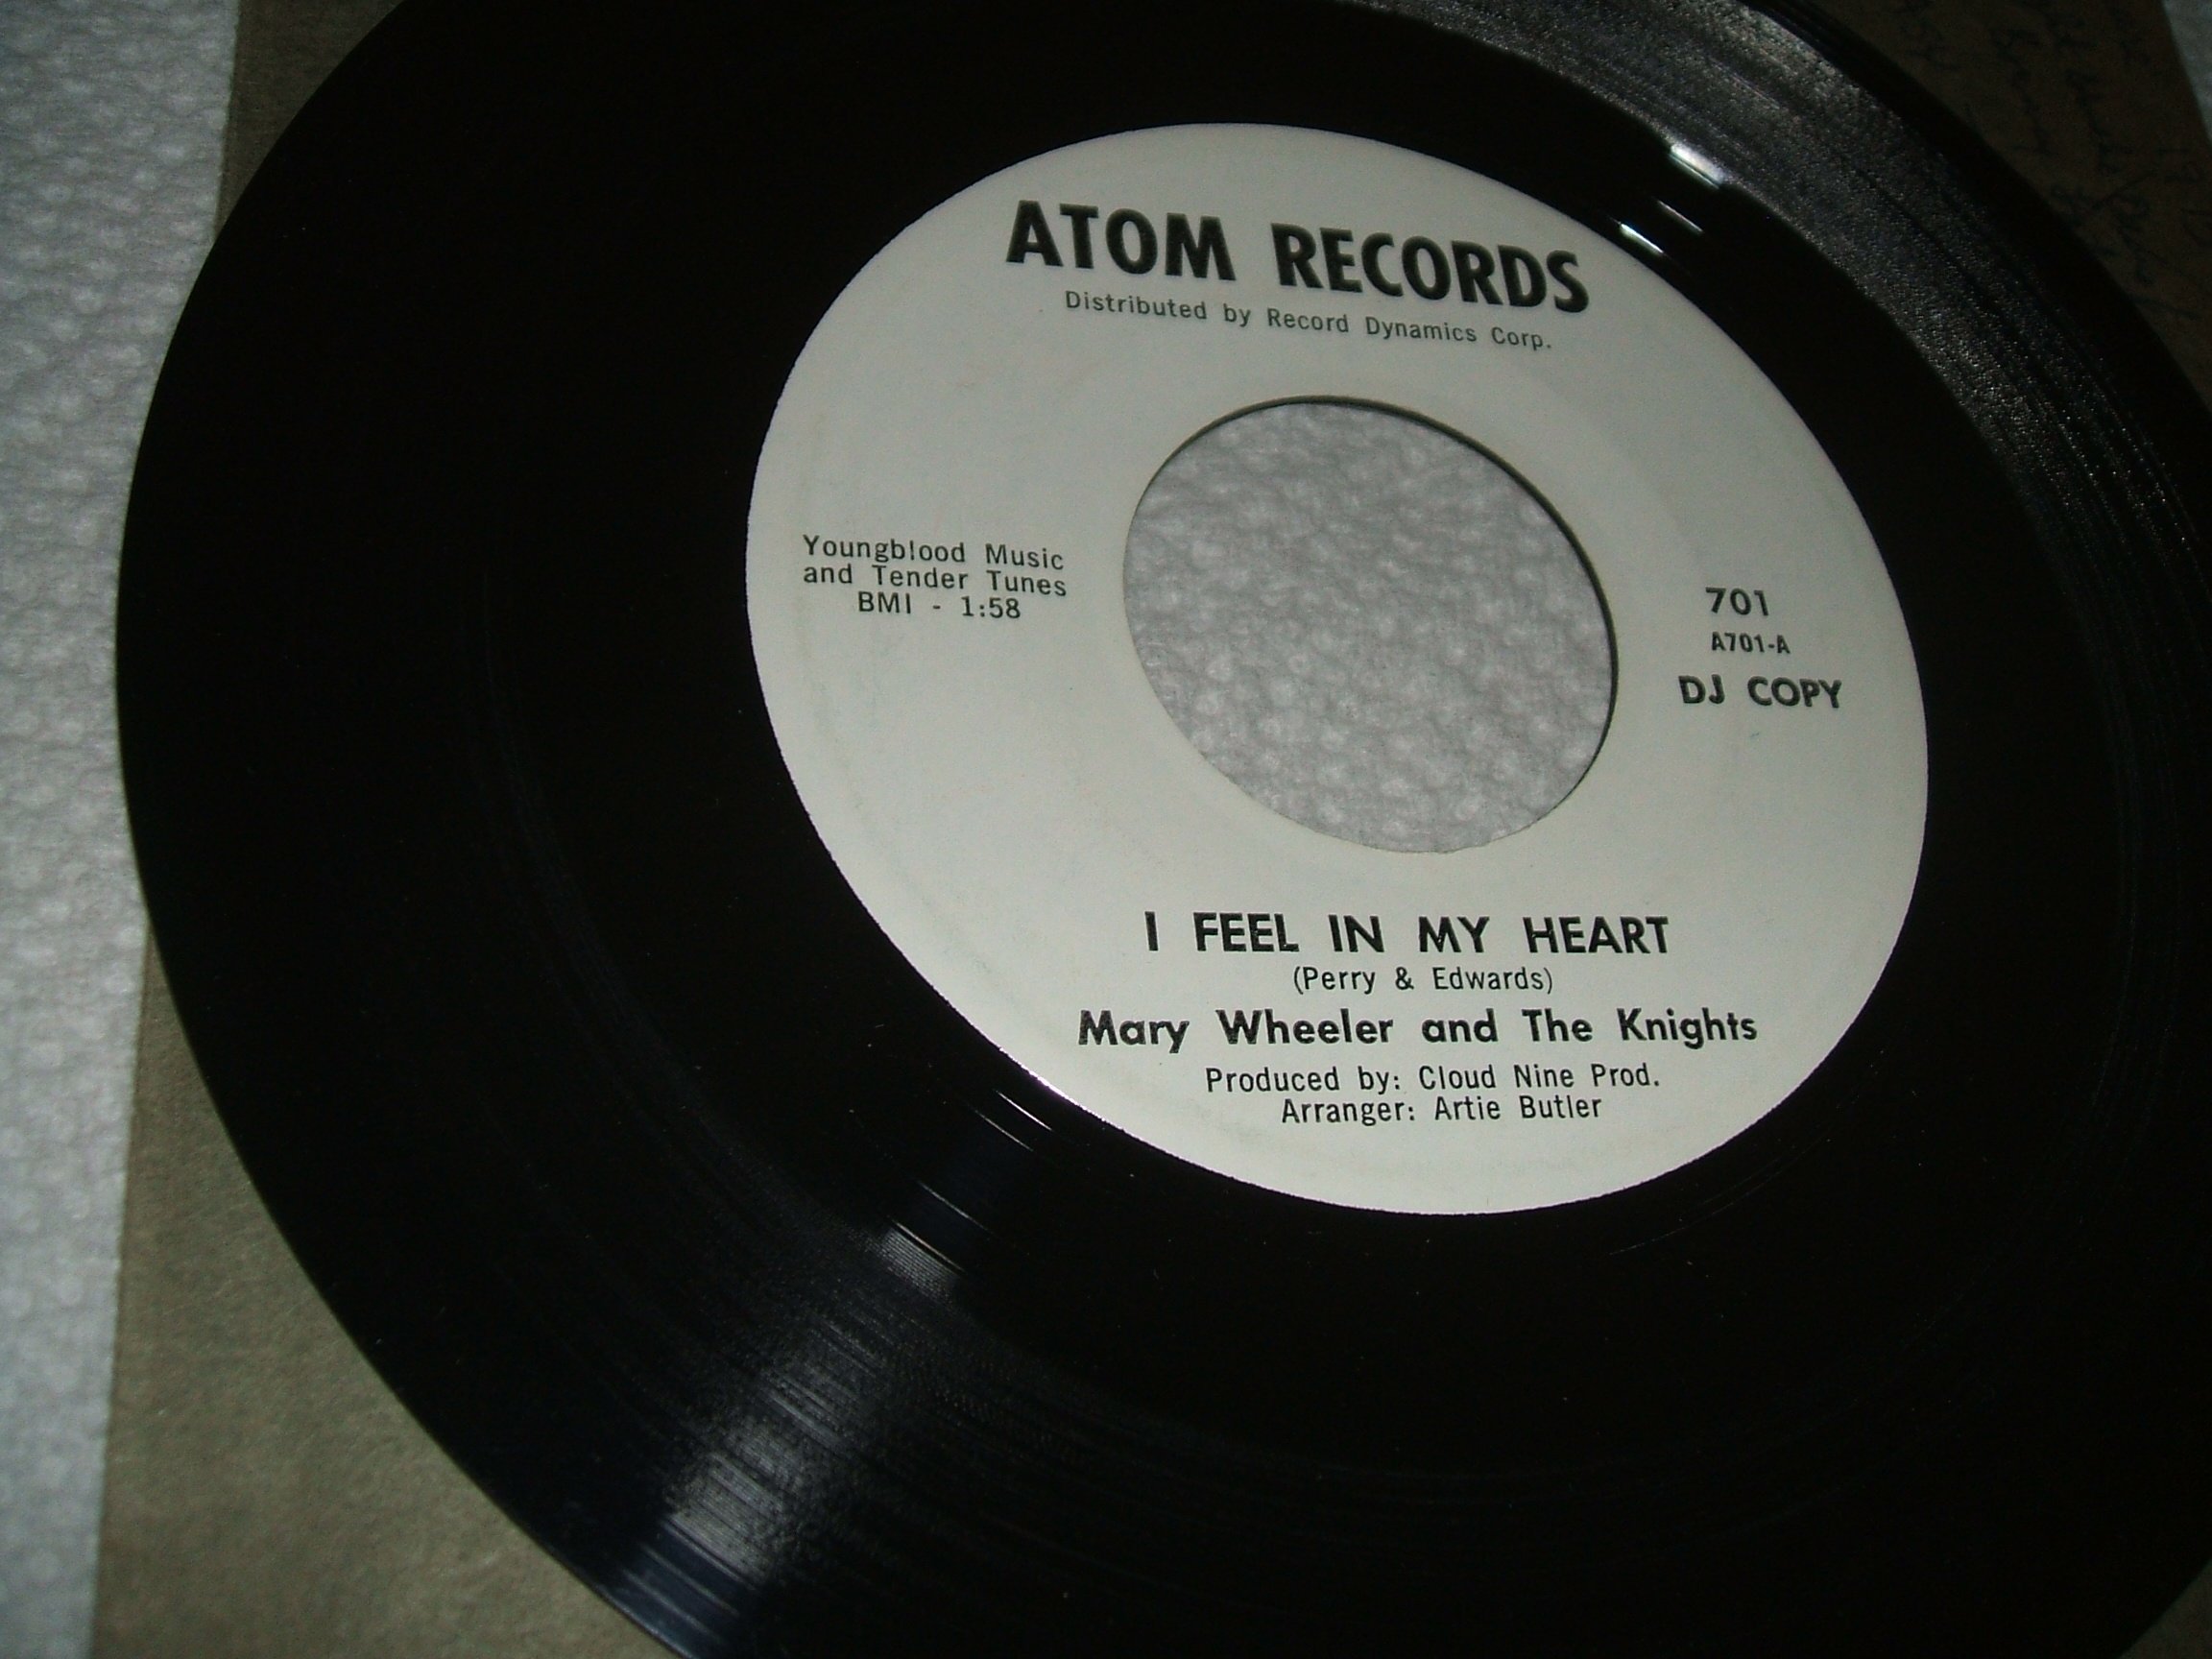 ATOM RECORDS
Distributed by Record Dynamics Corp.
Youngblood Music
and Tender Tunes
BMI - 1:58
701
A701-A
DJ COPY
I FEEL IN MY HEART
(Perry & Edwards)
Mary Wheeler and The Knights
Produced by: Cloud Nine Prod.
Arranger: Artie Butler